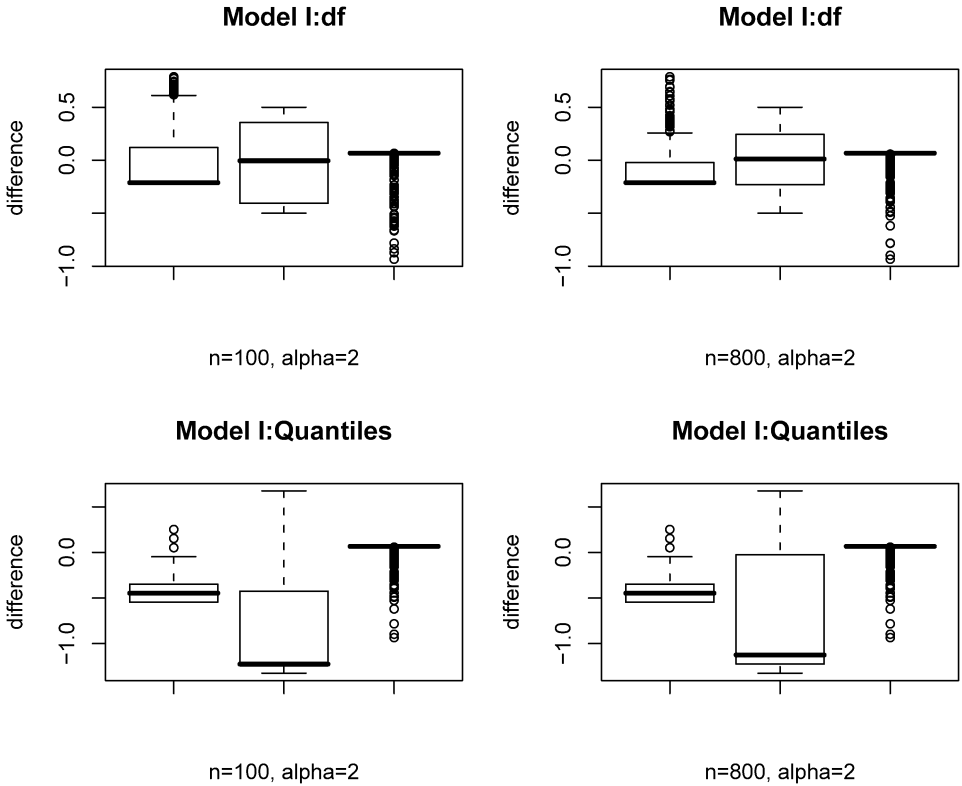 Model I:df
difference
0.5
0.0
−1.0
n=100, alpha=2
Model I:df
difference
0.5
0.0
−1.0
n=800, alpha=2
Model I:Quantiles
difference
0.0
−1.0
n=100, alpha=2
Model I:Quantiles
difference
0.0
−1.0
n=800, alpha=2